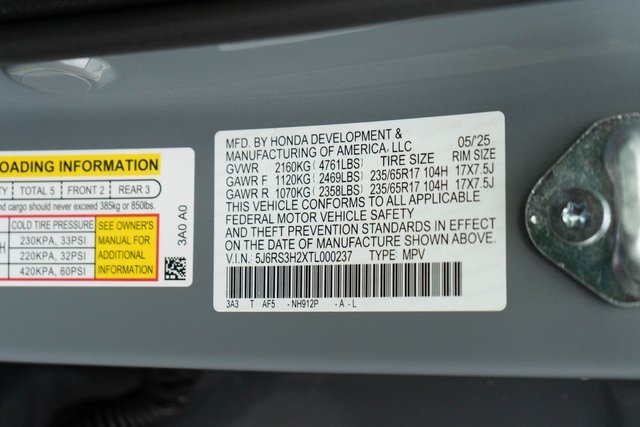 OADING INFORMATION
TY TOTAL 5 FRONT 2 REAR 3
nd cargo should never exceed 385kg or 850lbs.
COLD TIRE PRESSURE
230KPA, 33PSI
220KPA, 32PSI
420KPA, 60PSI
SEE OWNER'S
MANUAL FOR
ADDITIONAL
INFORMATION
3A0 A0
MFD. BY HONDA DEVELOPMENT &
MANUFACTURING OF AMERICA, LLC 05/'25
GVWR 2160KG (4761LBS) TIRE SIZE RIM SIZE
GAWR F 1120KG (2469LBS) 235/65R17 104H 17X7.5J
GAWR R 1070KG (2358LBS) 235/65R17 104H 17X7.5J
THIS VEHICLE CONFORMS TO ALL APPLICABLE
FEDERAL MOTOR VEHICLE SAFETY
AND THEFT PREVENTION STANDARDS IN EFFECT
ON THE DATE OF MANUFACTURE SHOWN ABOVE.
V.I.N.: 5J6RS3H2XTL000237 TYPE MPV
3A3 T AF5 - NH912P - A - L